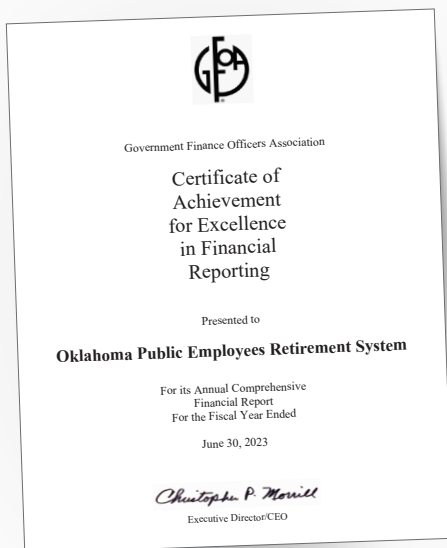 GFOA
Government Finance Officers Association
Certificate of
Achievement
for Excellence
in Financial
Reporting
Presented to
Oklahoma Public Employees Retirement System
For its Annual Comprehensive
Financial Report
For the Fiscal Year Ended
June 30, 2023
Christopher P. Morrill
Executive Director/CEO